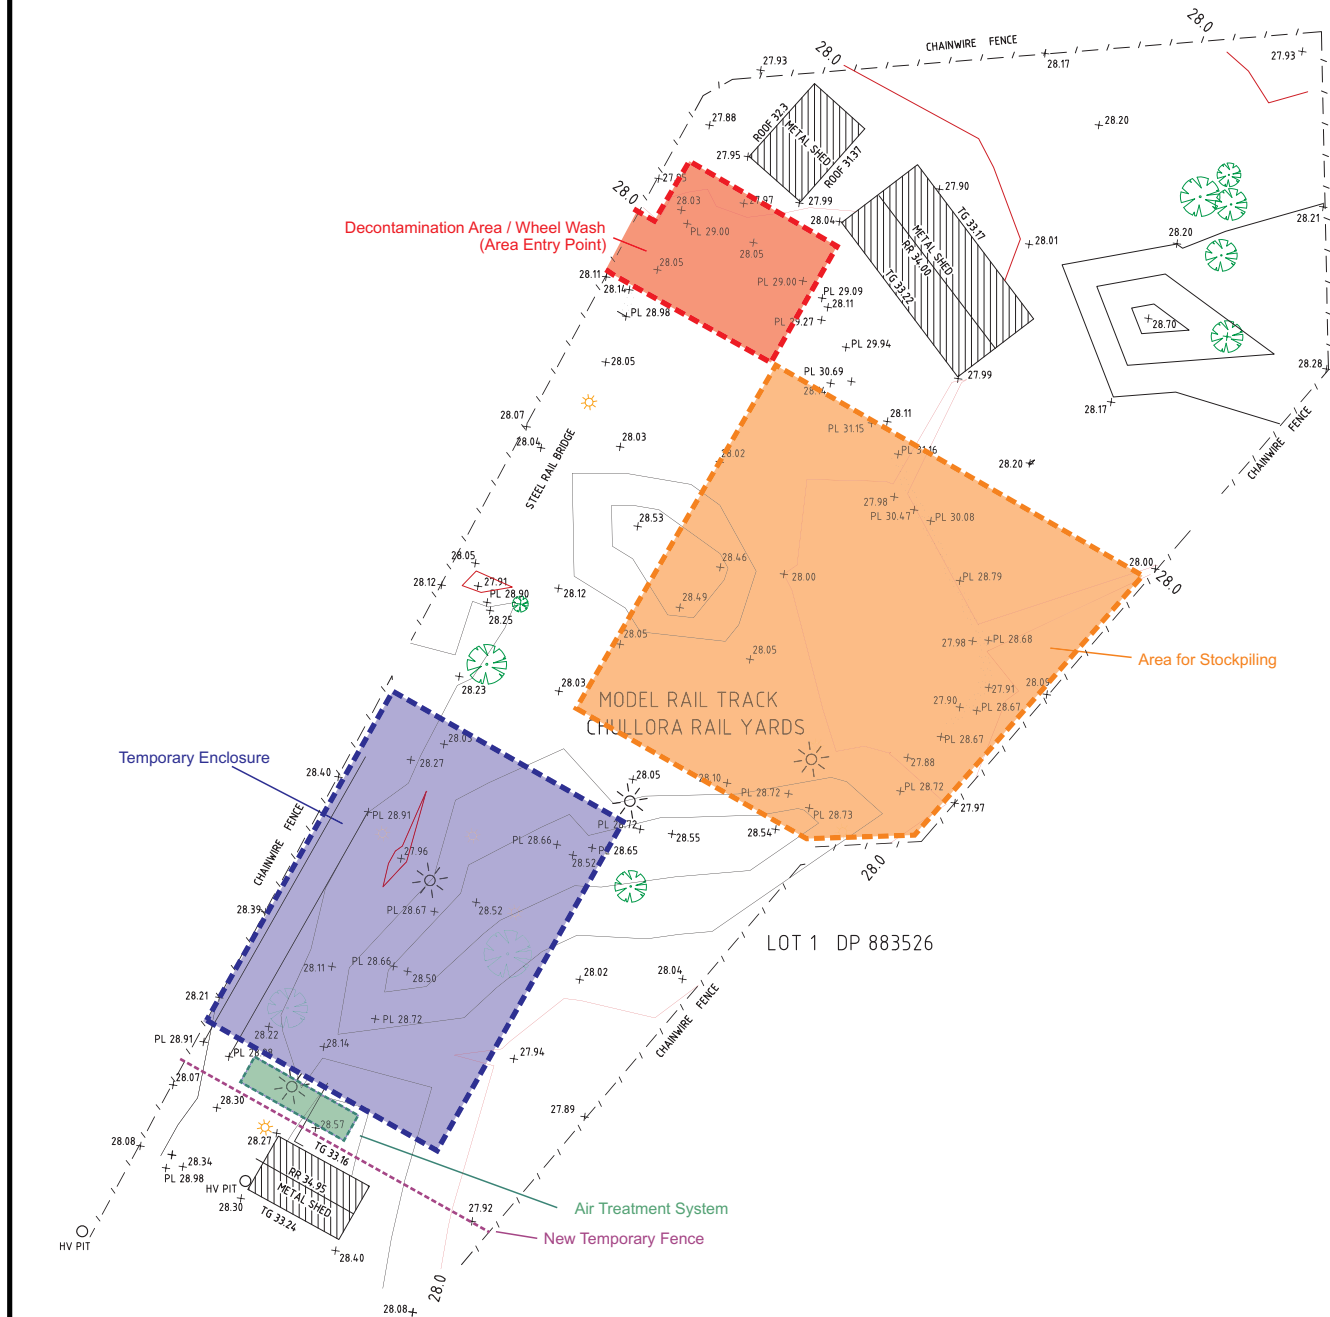 28.0
CHAINWIRE FENCE
28.0
27.93
28.17
27.93
27.88
ROOF 32.3
METAL SHED
ROOF 31.37
28.20
27.95
28.0
28.03
27.97
27.99
27.90
TG 33.17
28.04
28.21
Decontamination Area / Wheel Wash
(Area Entry Point)
PL 29.00
28.05
28.05
METAL SHED
RR 34.00
TG 33.22
28.01
28.20
28.11
28.14
PL 29.00
PL 29.09
28.11
PL 28.98
PL 29.27
28.70
PL 29.94
28.05
28.28
PL 30.69
27.99
28.17
28.07
28.04
28.03
PL 31.15
28.11
PL 31.16
28.02
28.20
CHAINWIRE FENCE
STEEL RAIL BRIDGE
27.98
PL 30.47
PL 30.08
28.53
28.05
28.46
28.00
28.00
28.0
28.12
27.91
PL 28.90
28.25
28.12
28.49
PL 28.79
28.05
28.05
27.98
PL 28.68
Area for Stockpiling
28.23
28.03
27.91
28.09
27.90
PL 28.67
MODEL RAIL TRACK
CHULLORA RAIL YARDS
28.03
PL 28.67
Temporary Enclosure
28.27
28.40
28.05
28.10
PL 28.72
27.88
PL 28.72
27.97
PL 28.91
PL 28.73
CHAINWIRE FENCE
PL 28.72
28.55
28.54
PL 28.66
PL 28.65
28.52
27.96
28.0
28.39
PL 28.67
28.52
LOT 1 DP 883526
28.11
PL 28.66
28.50
28.02
28.04
28.21
PL 28.72
CHAINWIRE FENCE
28.22
PL 28.91
28.14
27.94
28.07
28.30
28.57
27.89
28.08
28.27
TG 33.16
28.34
PL 28.98
RR 34.95
METAL SHED
HV PIT
28.30
TG 33.24
Air Treatment System
27.92
New Temporary Fence
HV PIT
28.40
28.0
28.08